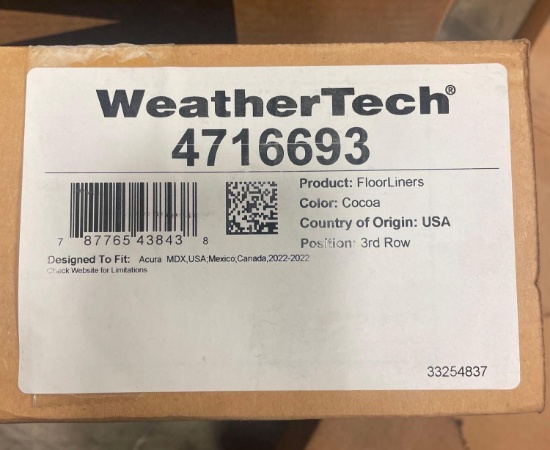 WeatherTech®
4716693
Product: FloorLiners
Color: Cocoa
Country of Origin: USA
Position: 3rd Row
7 87765 43843 8
Designed To Fit: Acura MDX,USA;Mexico,Canada,2022-2022
Check Website for Limitations
33254837